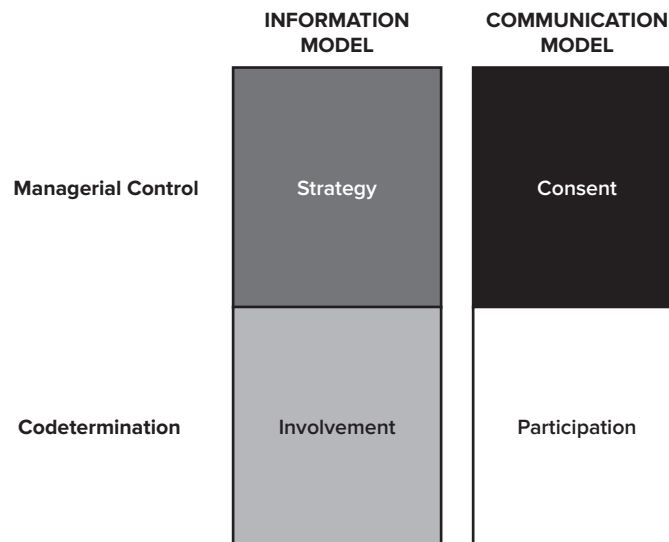 INFORMATION COMMUNICATION
MODEL MODEL
Managerial Control Strategy Consent
Codetermination Involvement Participation